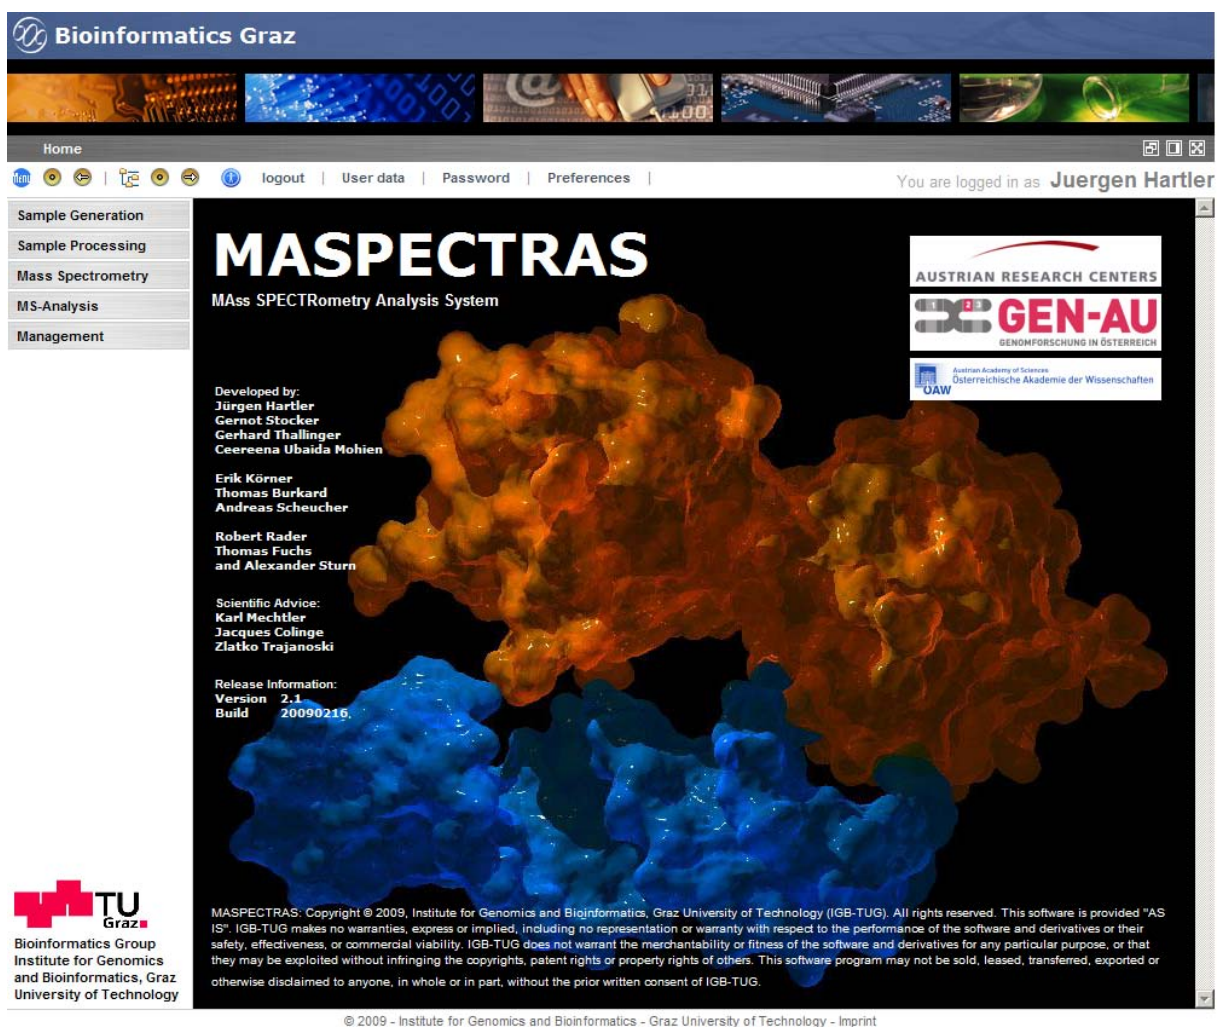 Bioinformatics Graz
Home
Menu
logout | User data | Password | Preferences |
You are logged in as Juergen Hartler
Sample Generation
Sample Processing
Mass Spectrometry
MS-Analysis
Management
MASPECTRAS
MAss SPECTRometry Analysis System
AUSTRIAN RESEARCH CENTERS
1 2 3
GEN-AU
GENOMFORSCHUNG IN ÖSTERREICH
Austrian Academy of Sciences
Österreichische Akademie der Wissenschaften
ÖAW
Developed by:
Jürgen Hartler
Gernot Stocker
Gerhard Thallinger
Ceereena Ubaida Mohien
Erik Körner
Thomas Burkard
Andreas Scheucher
Robert Rader
Thomas Fuchs
and Alexander Sturn
Scientific Advice:
Karl Mechtler
Jacques Colinge
Zlatko Trajanoski
Release Information:
Version 2.1
Build 20090216
TU
Graz
Bioinformatics Group
Institute for Genomics
and Bioinformatics, Graz
University of Technology
MASPECTRAS: Copyright © 2009, Institute for Genomics and Bioinformatics, Graz University of Technology (IGB-TUG). All rights reserved. This software is provided "AS
IS". IGB-TUG makes no warranties, express or implied, including no representation or warranty with respect to the performance of the software and derivatives or their
safety, effectiveness, or commercial viability. IGB-TUG does not warrant the merchantability or fitness of the software and derivatives for any particular purpose, or that
they may be exploited without infringing the copyrights, patent rights or property rights of others. This software program may not be sold, leased, transferred, exported or
otherwise disclaimed to anyone, in whole or in part, without the prior written consent of IGB-TUG.
© 2009 - Institute for Genomics and Bioinformatics - Graz University of Technology - Imprint